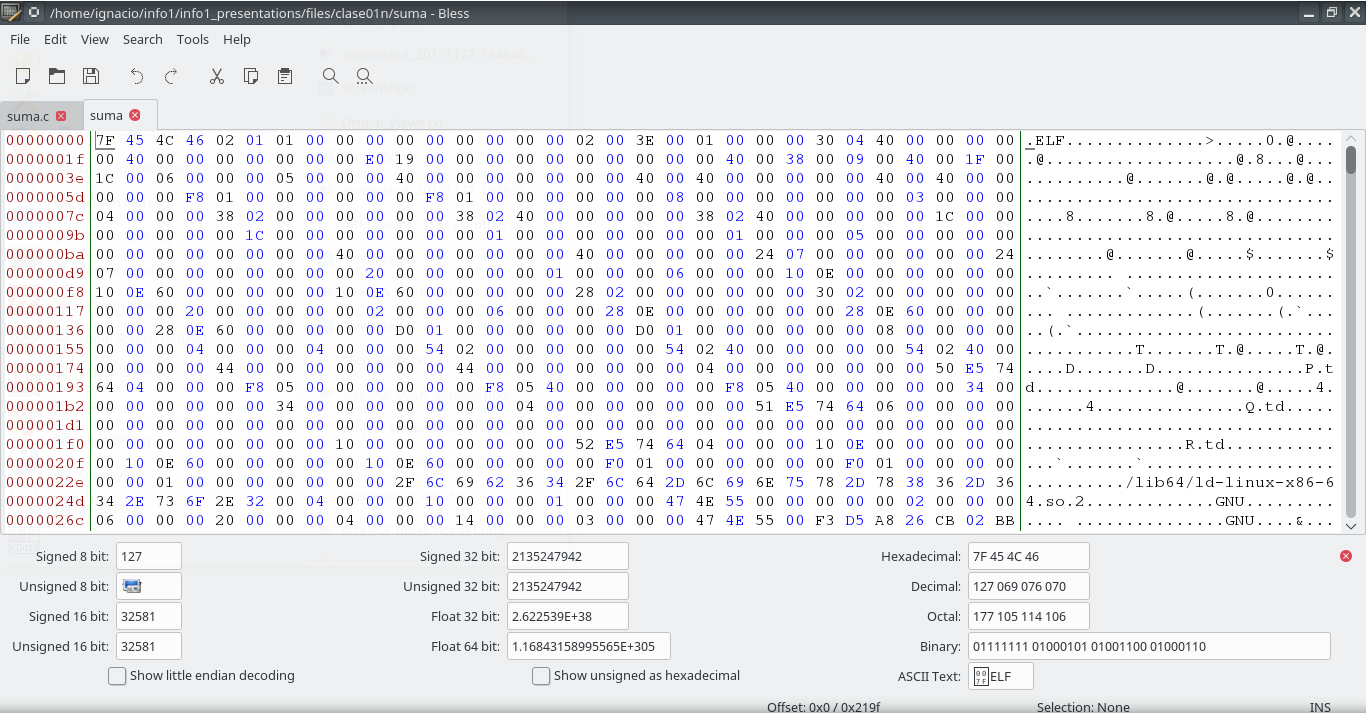 /home/ignacio/info1/info1_presentations/files/clase01n/suma - Bless
File Edit View Search Tools Help
suma.c suma
00000000 7F 45 4C 46 02 01 01 00 00 00 00 00 00 00 00 00 02 00 3E 00 01 00 00 00 30 04 40 00 00 00 00 .ELF..............>.....0.@....
0000001f 00 40 00 00 00 00 00 00 00 E0 19 00 00 00 00 00 00 00 00 00 00 40 00 38 00 09 00 40 00 1F 00 .@...................@.8...@...
0000003e 1C 00 06 00 00 00 05 00 00 00 40 00 00 00 00 00 00 00 40 00 40 00 00 00 00 00 40 00 40 00 00 ..........@.......@.@.....@.@..
0000005d 00 00 00 F8 01 00 00 00 00 00 00 F8 01 00 00 00 00 00 00 08 00 00 00 00 00 00 00 03 00 00 00 ...............................
0000007c 04 00 00 00 38 02 00 00 00 00 00 00 38 02 40 00 00 00 00 00 38 02 40 00 00 00 00 00 1C 00 00 ....8.......8.@.....8.@........
0000009b 00 00 00 00 00 1C 00 00 00 00 00 00 00 01 00 00 00 00 00 00 00 01 00 00 00 05 00 00 00 00 00 ...............................
000000ba 00 00 00 00 00 00 00 00 40 00 00 00 00 00 00 00 40 00 00 00 00 00 24 07 00 00 00 00 00 00 24 ........@.......@.....$.......$
000000d9 07 00 00 00 00 00 00 00 00 20 00 00 00 00 00 01 00 00 00 06 00 00 00 10 0E 00 00 00 00 00 00 ......... .....................
000000f8 10 0E 60 00 00 00 00 00 10 0E 60 00 00 00 00 00 28 02 00 00 00 00 00 00 30 02 00 00 00 00 00 ..`.......`.....(.......0......
00000117 00 00 00 20 00 00 00 00 00 02 00 00 00 06 00 00 00 28 0E 00 00 00 00 00 00 28 0E 60 00 00 00 ... .............(.......(.`...
00000136 00 00 28 0E 60 00 00 00 00 00 D0 01 00 00 00 00 00 00 D0 01 00 00 00 00 00 00 08 00 00 00 00 ..(.`..........................
00000155 00 00 00 04 00 00 00 04 00 00 00 54 02 00 00 00 00 00 00 54 02 40 00 00 00 00 00 54 02 40 00 ...........T.......T.@.....T.@.
00000174 00 00 00 00 44 00 00 00 00 00 00 00 44 00 00 00 00 00 00 00 04 00 00 00 00 00 00 00 50 E5 74 ....D.......D...............P.t
00000193 64 04 00 00 00 F8 05 00 00 00 00 00 00 F8 05 40 00 00 00 00 00 F8 05 40 00 00 00 00 00 34 00 d..............@.......@.....4.
000001b2 00 00 00 00 00 00 34 00 00 00 00 00 00 00 04 00 00 00 00 00 00 00 51 E5 74 64 06 00 00 00 00 ......4...............Q.td.....
000001d1 00 00 00 00 00 00 00 00 00 00 00 00 00 00 00 00 00 00 00 00 00 00 00 00 00 00 00 00 00 00 00 ...............................
000001f0 00 00 00 00 00 00 00 00 10 00 00 00 00 00 00 00 52 E5 74 64 04 00 00 00 10 0E 00 00 00 00 00 ................R.td...........
0000020f 00 10 0E 60 00 00 00 00 00 10 0E 60 00 00 00 00 00 F0 01 00 00 00 00 00 00 F0 01 00 00 00 00 ...`.......`...................
0000022e 00 00 01 00 00 00 00 00 00 00 2F 6C 69 62 36 34 2F 6C 64 2D 6C 69 6E 75 78 2D 78 38 36 2D 36 ........../lib64/ld-linux-x86-6
0000024d 34 2E 73 6F 2E 32 00 04 00 00 00 10 00 00 00 01 00 00 00 47 4E 55 00 00 00 00 00 02 00 00 00 4.so.2.............GNU.........
0000026c 06 00 00 00 20 00 00 00 04 00 00 00 14 00 00 00 03 00 00 00 47 4E 55 00 F3 D5 A8 26 CB 02 BB .... ...............GNU....&...
Signed 8 bit: 127 Signed 32 bit: 2135247942 Hexadecimal: 7F 45 4C 46
Unsigned 8 bit: Unsigned 32 bit: 2135247942 Decimal: 127 069 076 070
Signed 16 bit: 32581 Float 32 bit: 2.622539E+38 Octal: 177 105 114 106
Unsigned 16 bit: 32581 Float 64 bit: 1.16843158995565E+305 Binary: 01111111 01000101 01001100 01000110
Show little endian decoding Show unsigned as hexadecimal ASCII Text: ELF
Offset: 0x0 / 0x219f Selection: None INS